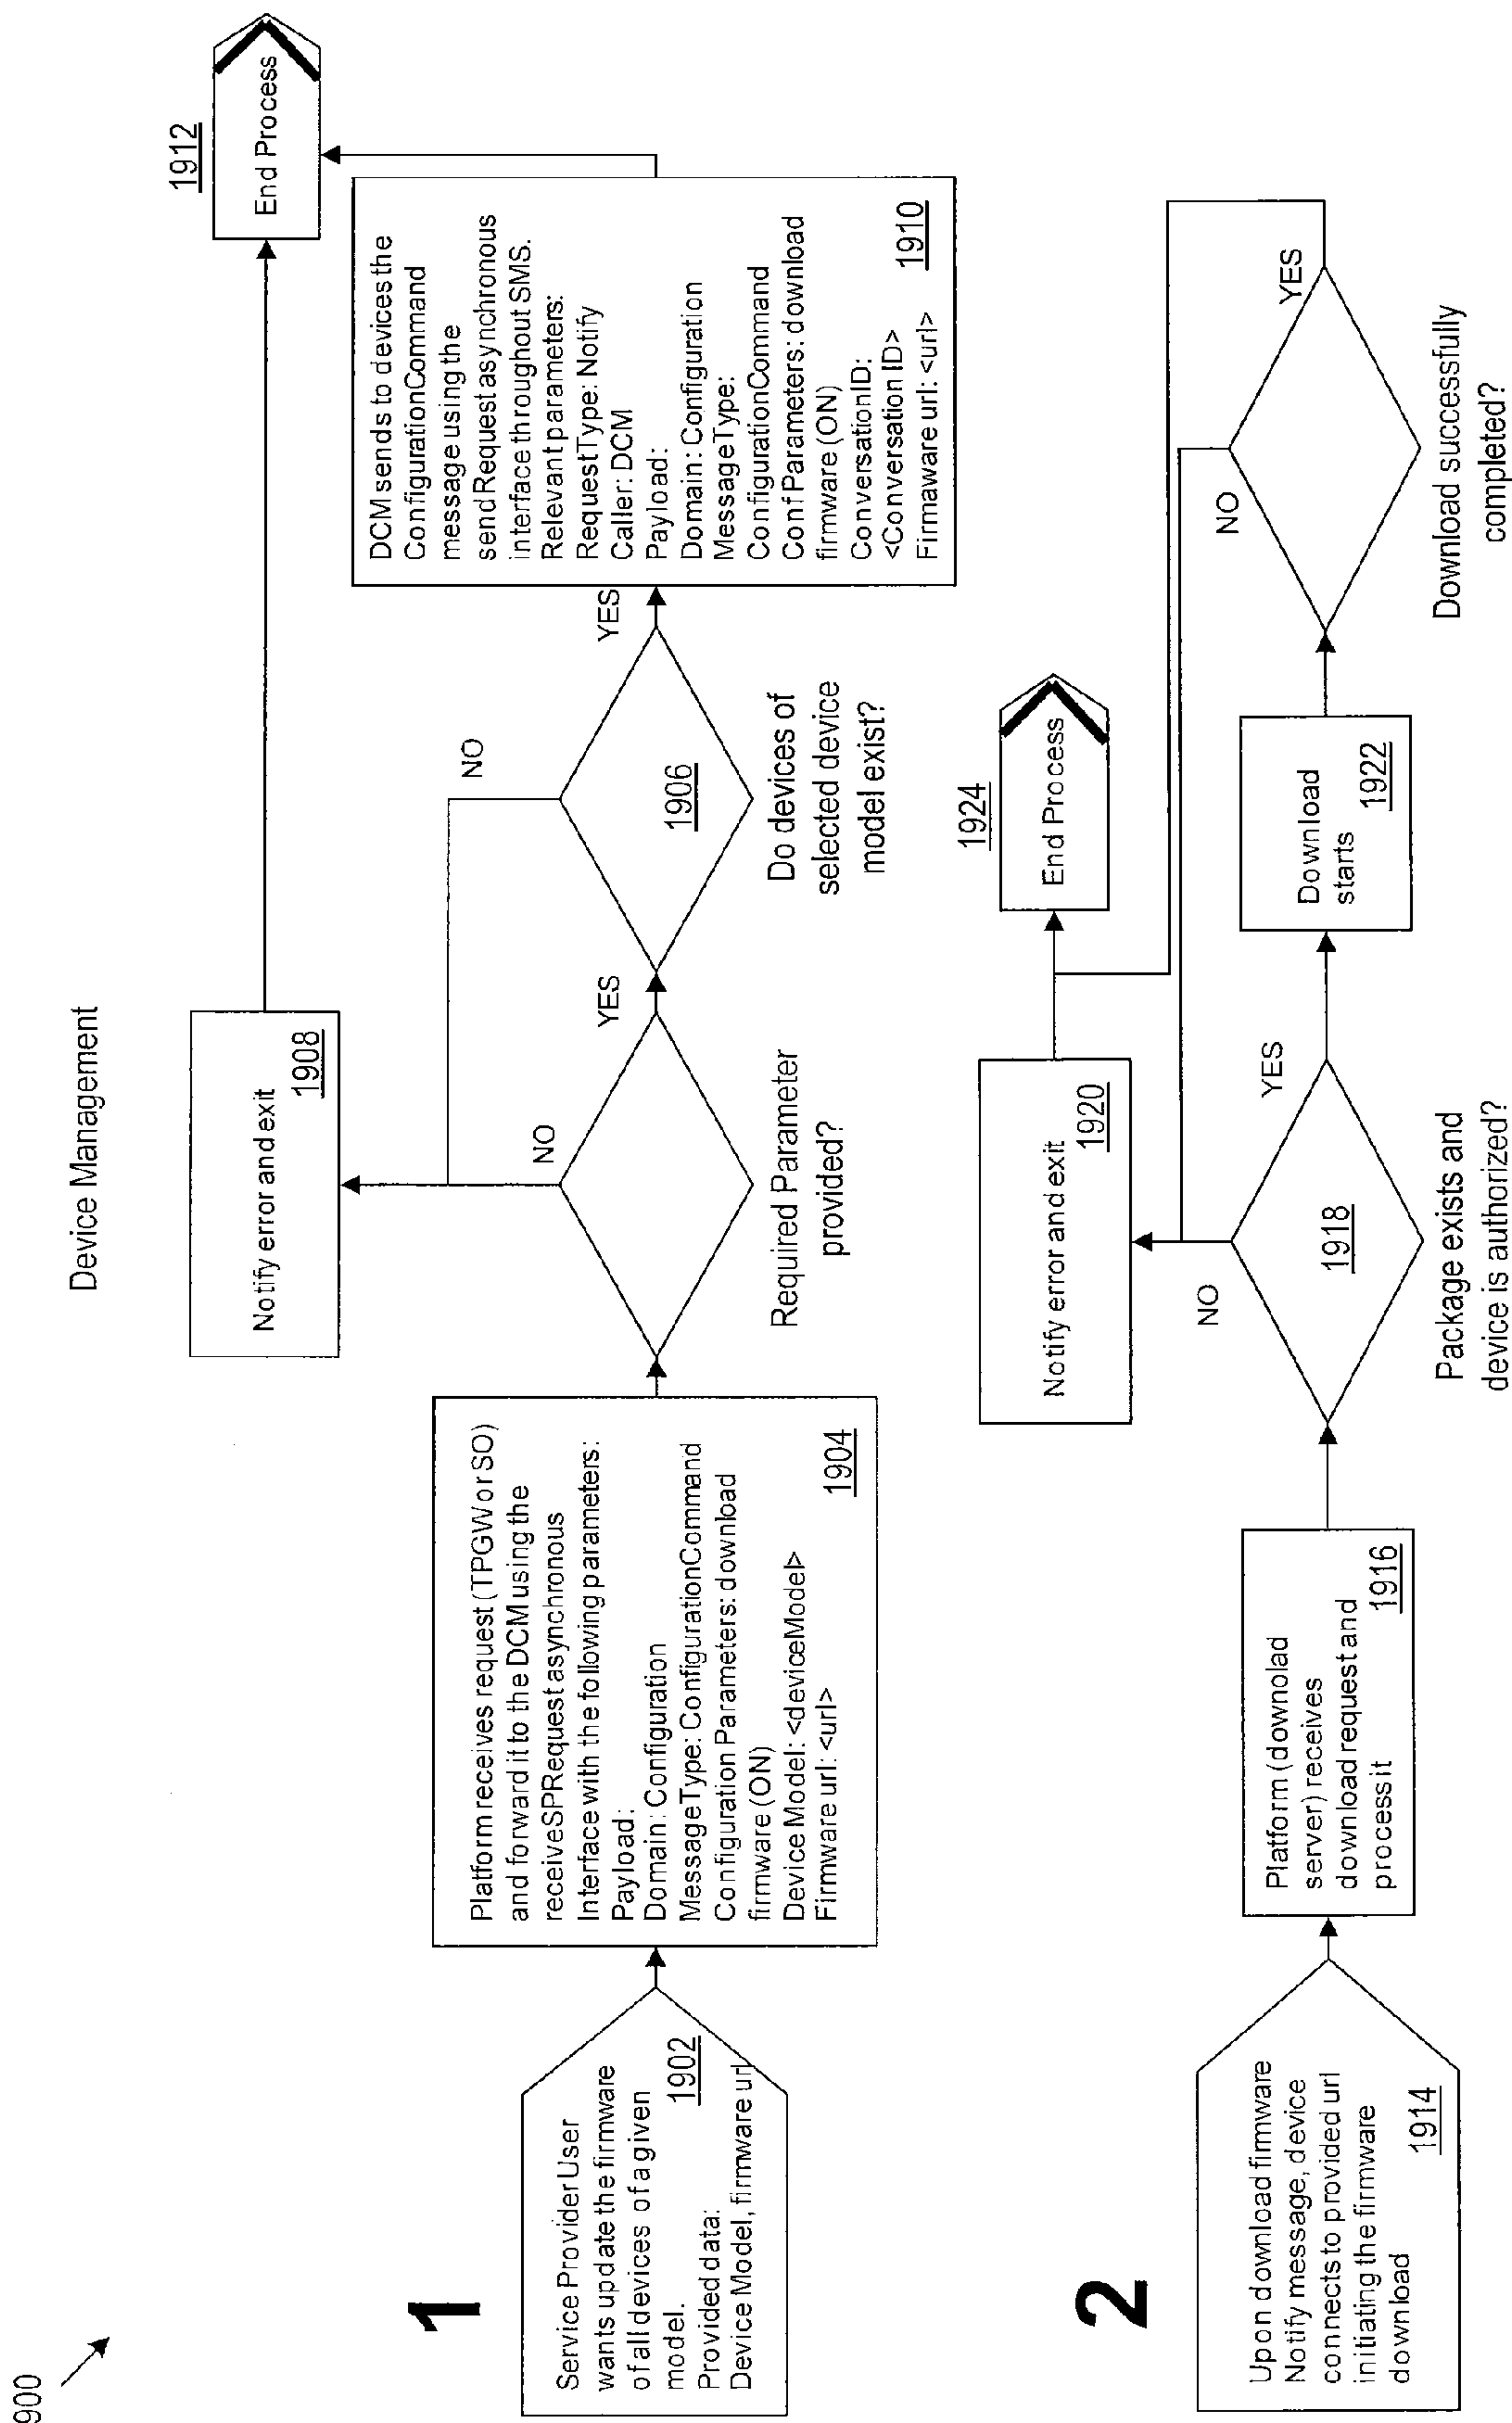 900
Device Management
1
Service Provider User
wants update the firmware
of all devices of a given
model.
Provided data:
Device Model, firmware url
1902
Platform receives request (TPGW or SO)
and forward it to the DCM using the
receiveSPRequest asynchronous
Interface with the following parameters:
Payload:
Domain: Configuration
MessageType: ConfigurationCommand
Configuration Parameters: download
firmware (ON)
Device Model: <deviceModel>
Firmware url: <url>
1904
Required Parameter
provided?
NO
YES
Notify error and exit
1908
1906
Do devices of
selected device
model exist?
NO
YES
DCM sends to devices the
ConfigurationCommand
message using the
sendRequest asynchronous
interface throughout SMS.
Relevant parameters:
RequestType: Notify
Caller: DCM
Payload:
Domain: Configuration
MessageType:
ConfigurationCommand
Conf Parameters: download
firmware (ON)
ConversationID:
<Conversation ID>
Firmaware url: <url>
1910
1912
End Process
2
Upon download firmware
Notify message, device
connects to provided url
initiating the firmware
download
1914
Platform (downolad
server) receives
download request and
process it
1916
1918
Package exists and
device is authorized?
NO
YES
Notify error and exit
1920
Download
starts
1922
Download successfully
completed?
NO
YES
1924
End Process